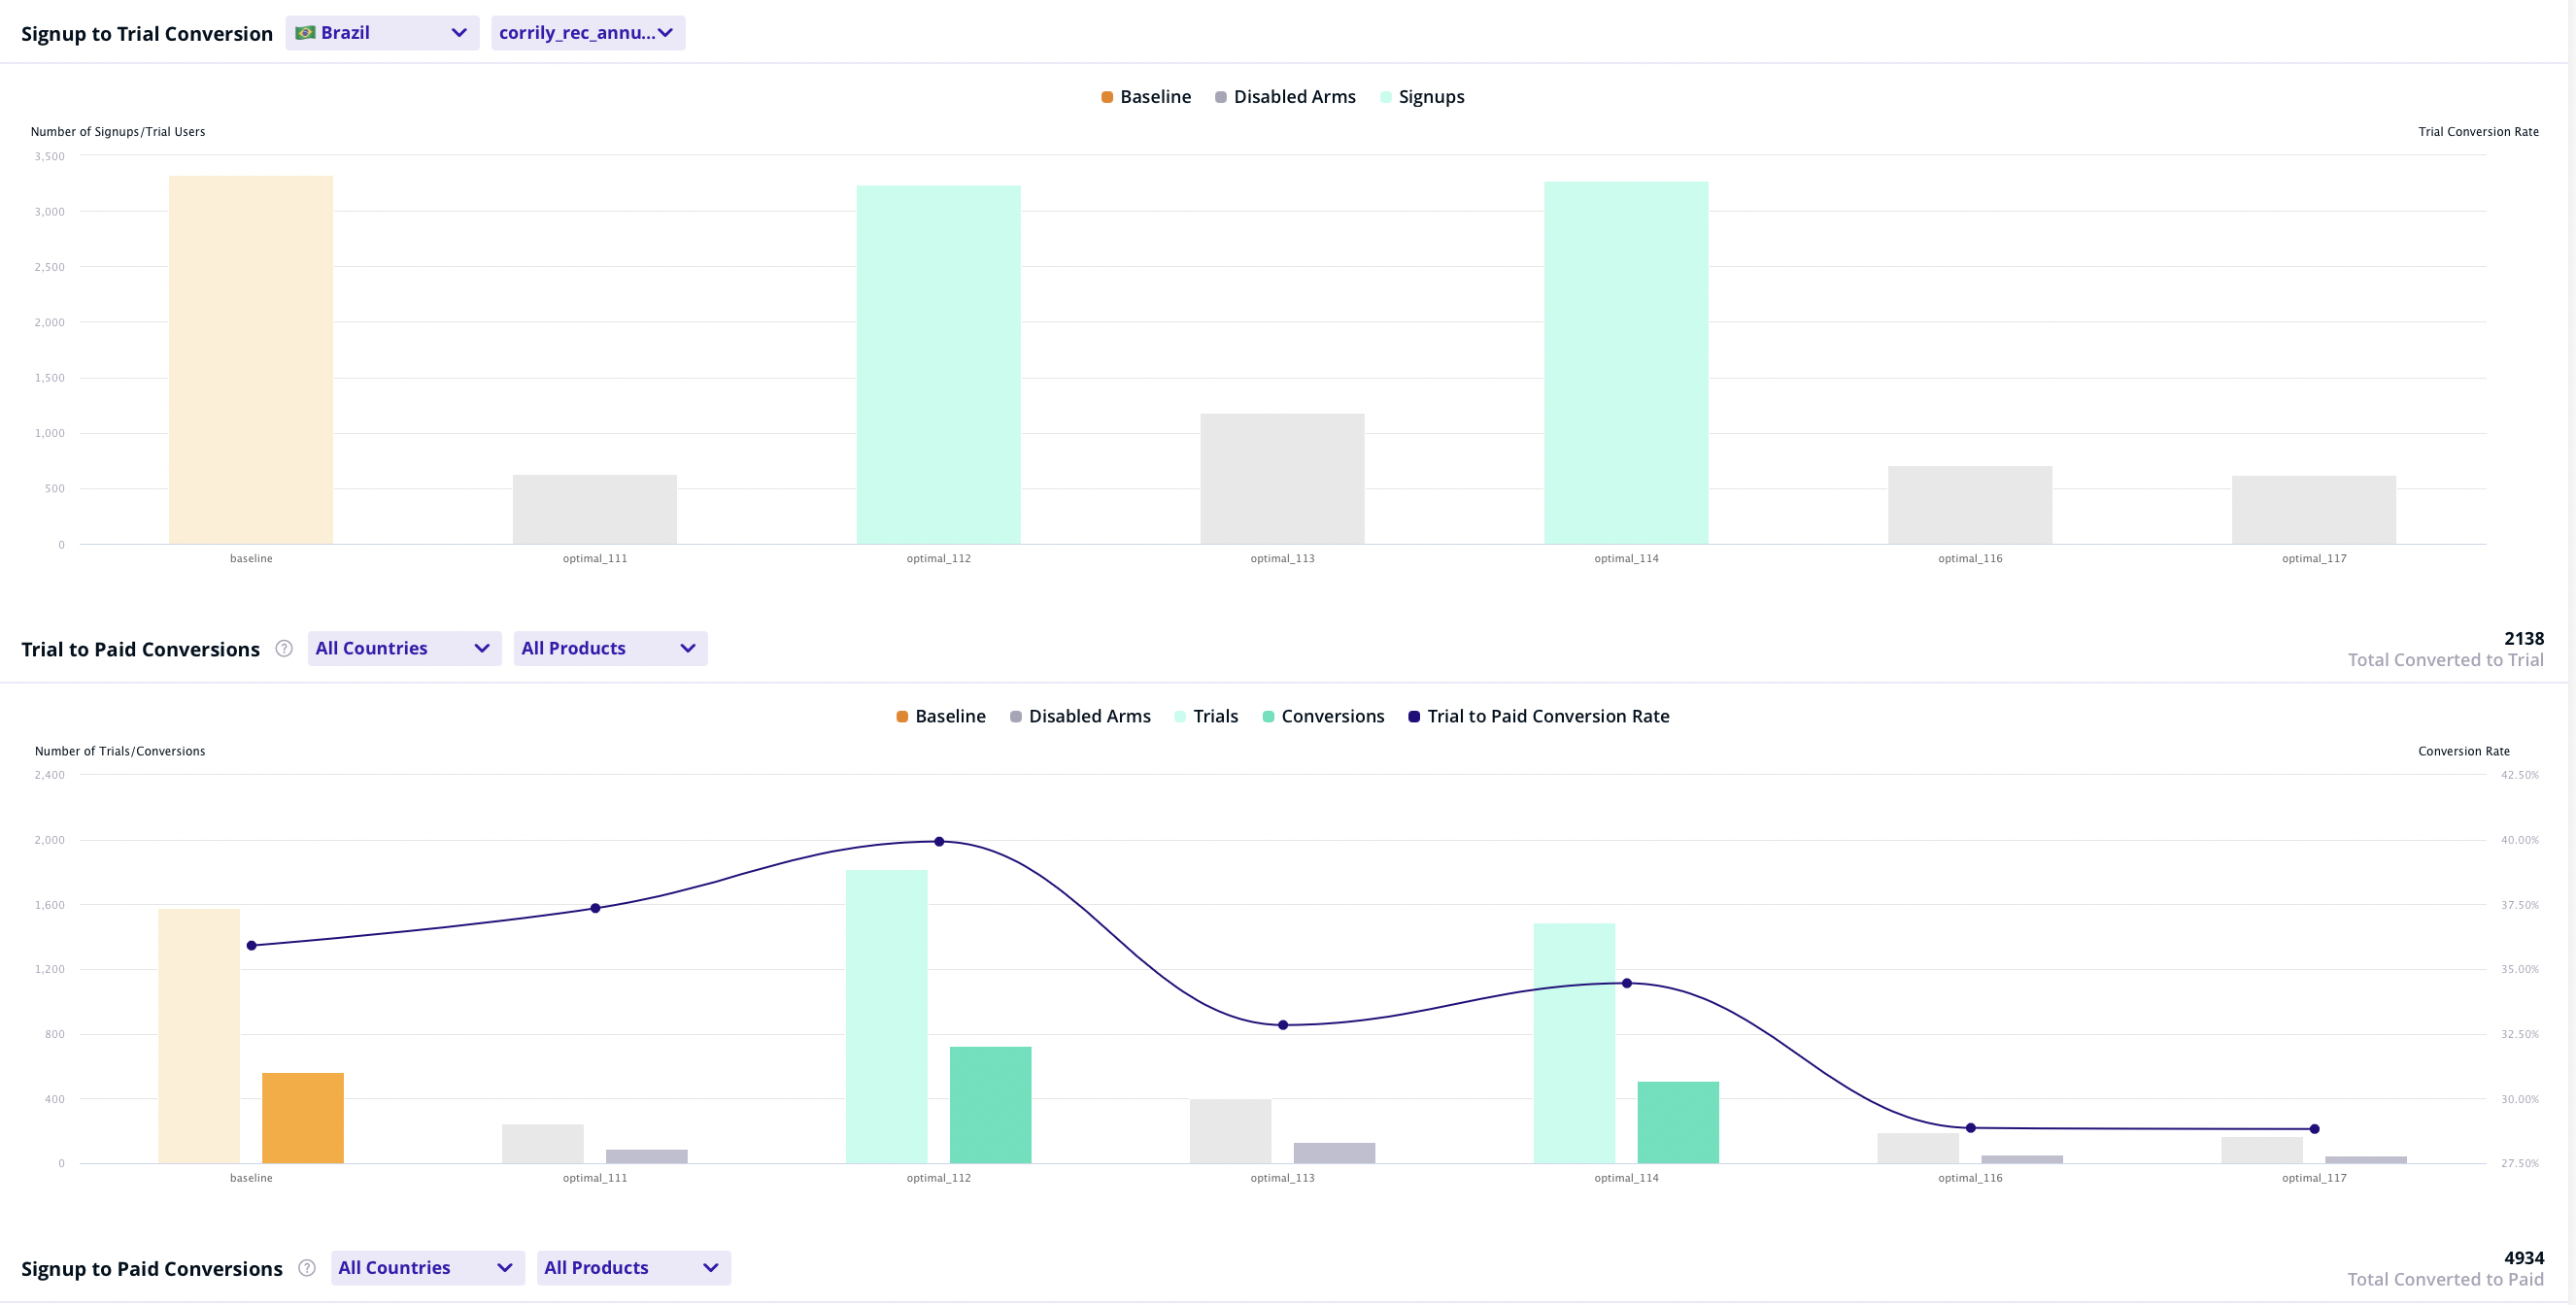 Signup to Trial Conversion Brazil corrily_rec_annu...
Baseline Disabled Arms Signups
Number of Signups/Trial Users Trial Conversion Rate
3,500
3,000
2,500
2,000
1,500
1,000
500
0
baseline optimal_111 optimal_112 optimal_113 optimal_114 optimal_116 optimal_117
Trial to Paid Conversions ? All Countries All Products 2138
Total Converted to Trial
Baseline Disabled Arms Trials Conversions Trial to Paid Conversion Rate
Number of Trials/Conversions Conversion Rate
2,400 42.50%
2,000 40.00%
1,600 37.50%
1,200 35.00%
800 32.50%
400 30.00%
0 27.50%
baseline optimal_111 optimal_112 optimal_113 optimal_114 optimal_116 optimal_117
Signup to Paid Conversions ? All Countries All Products 4934
Total Converted to Paid